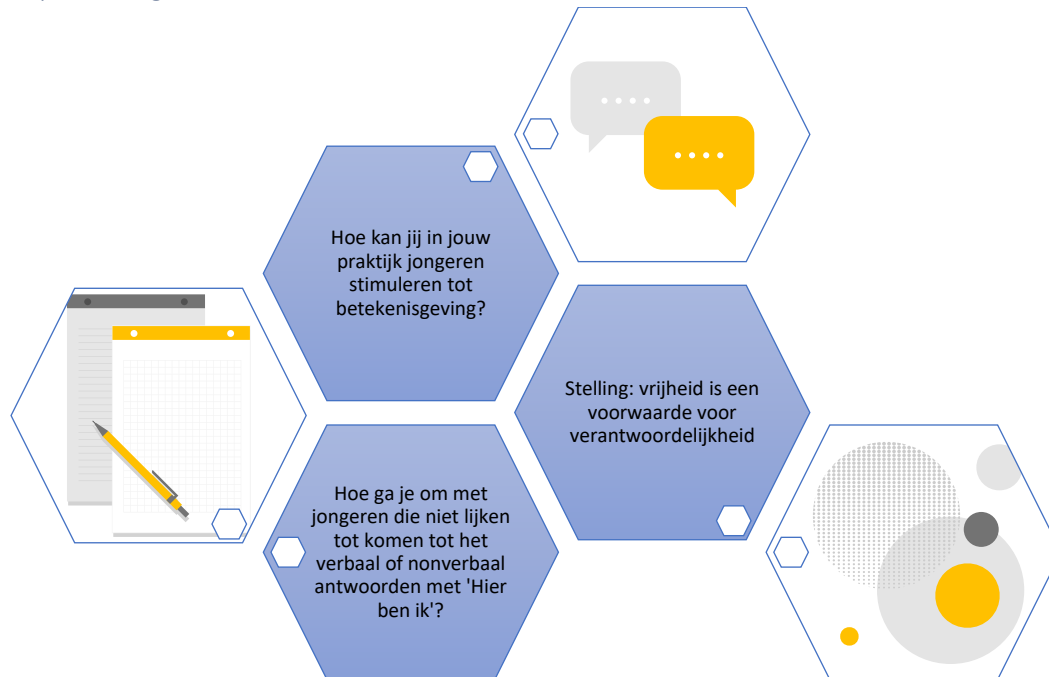 Hoe kan jij in jouw
praktijk jongeren
stimuleren tot
betekenisgeving?
Stelling: vrijheid is een
voorwaarde voor
verantwoordelijkheid
Hoe ga je om met
jongeren die niet lijken
tot komen tot het
verbaal of nonverbaal
antwoorden met 'Hier
ben ik'?